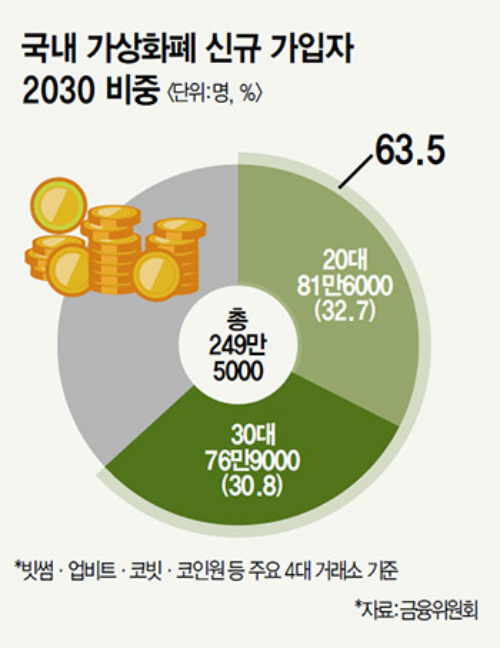 국내 가상화폐 신규 가입자
2030 비중 <단위:명, %>
63.5
20대
81만6000
(32.7)
총
249만
5000
30대
76만9000
(30.8)
*빗썸·업비트·코빗·코인원 등 주요 4대 거래소 기준
*자료:금융위원회